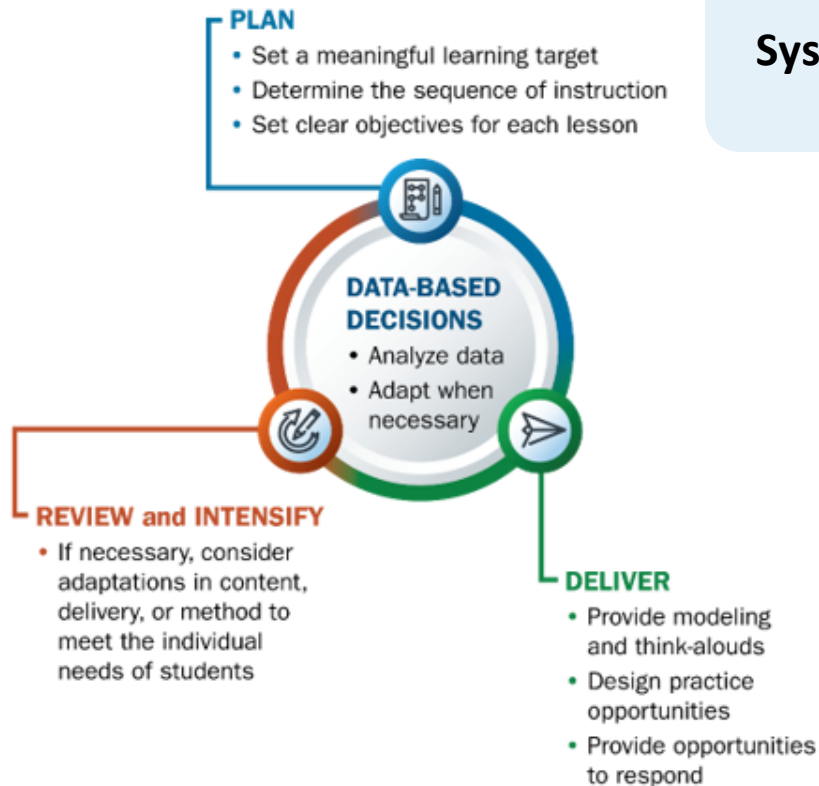 PLAN
• Set a meaningful learning target
• Determine the sequence of instruction
• Set clear objectives for each lesson
Sys
DATA-BASED
DECISIONS
• Analyze data
• Adapt when
necessary
REVIEW and INTENSIFY
• If necessary, consider
adaptations in content,
delivery, or method to
meet the individual
needs of students
DELIVER
• Provide modeling
and think-alouds
• Design practice
opportunities
• Provide opportunities
to respond